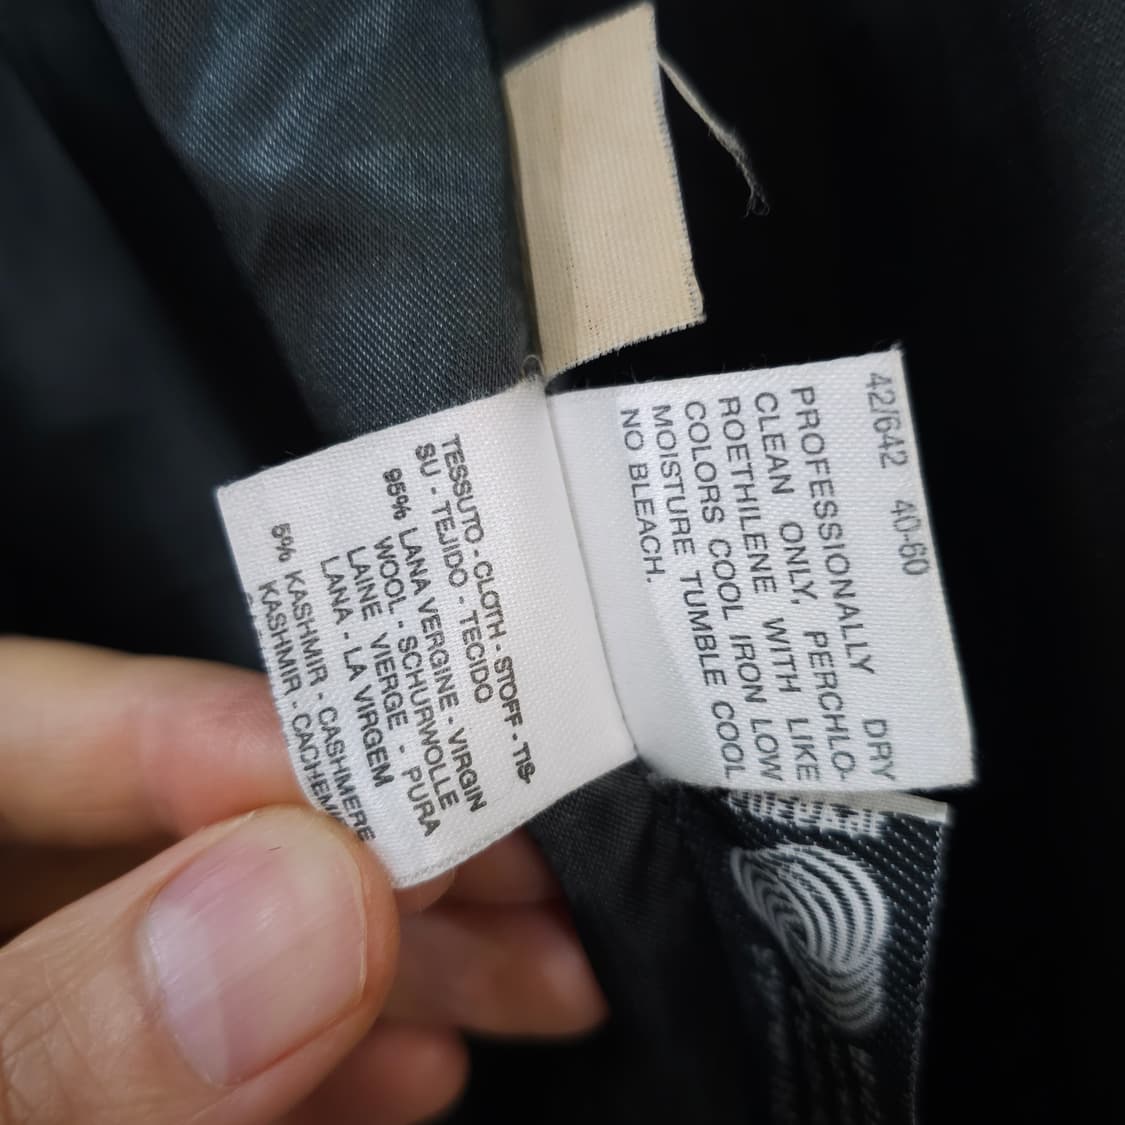 TESSUTO - CLOTH - STOFF - TIS-
SU - TEJIDO - TECIDO
95% LANA VERGINE - VIRGIN
WOOL - SCHURWOLLE
LAINE VIERGE - PURA
LANA - LA VIRGEM
5% KASHMIR - CASHMERE
KASHMIR - CACHEM
42/642 40-60
PROFESSIONALLY DRY
CLEAN ONLY, PERCHLO-
ROETHILENE WITH LIKE
COLORS COOL IRON LOW
MOISTURE TUMBLE COOL
NO BLEACH.